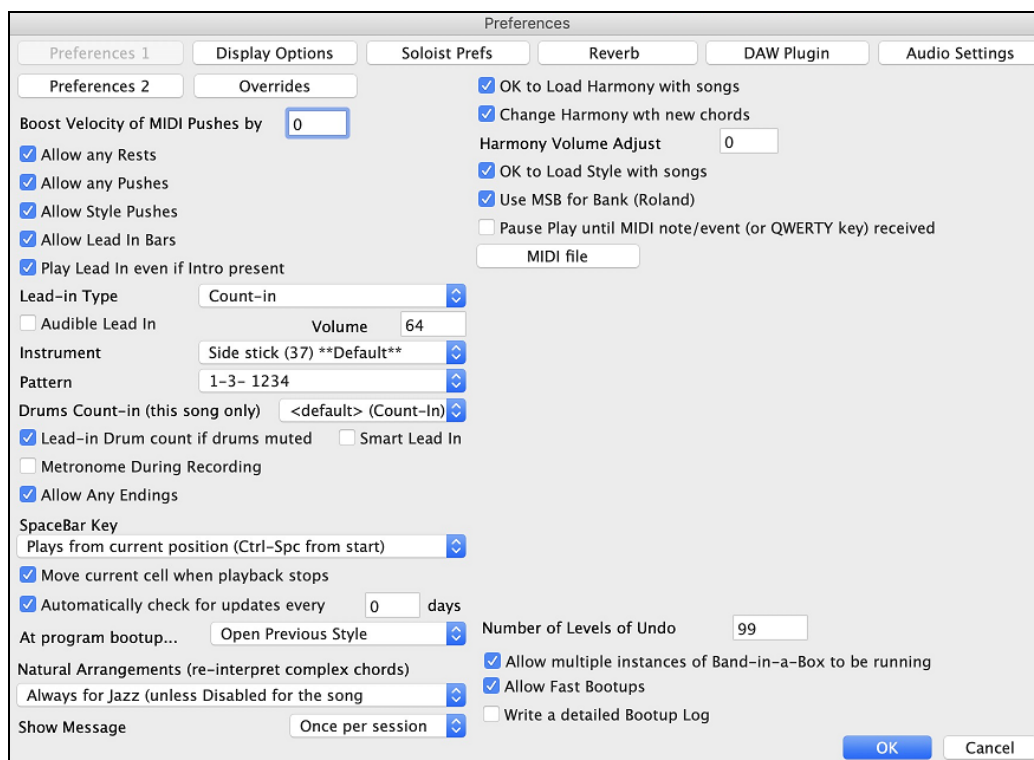 Preferences
Preferences 1
Display Options
Soloist Prefs
Reverb
DAW Plugin
Audio Settings
Preferences 2
Overrides
Boost Velocity of MIDI Pushes by 0
Allow any Rests
Allow any Pushes
Allow Style Pushes
Allow Lead In Bars
Play Lead In even if Intro present
Lead-in Type Count-in
Audible Lead In Volume 64
Instrument Side stick (37) **Default**
Pattern 1-3- 1234
Drums Count-in (this song only) <default> (Count-In)
Lead-in Drum count if drums muted Smart Lead In
Metronome During Recording
Allow Any Endings
SpaceBar Key
Plays from current position (Ctrl-Spc from start)
Move current cell when playback stops
Automatically check for updates every 0 days
At program bootup... Open Previous Style
Natural Arrangements (re-interpret complex chords)
Always for Jazz (unless Disabled for the song
Show Message Once per session
OK to Load Harmony with songs
Change Harmony wth new chords
Harmony Volume Adjust 0
OK to Load Style with songs
Use MSB for Bank (Roland)
Pause Play until MIDI note/event (or QWERTY key) received
MIDI file
Number of Levels of Undo 99
Allow multiple instances of Band-in-a-Box to be running
Allow Fast Bootups
Write a detailed Bootup Log
OK
Cancel